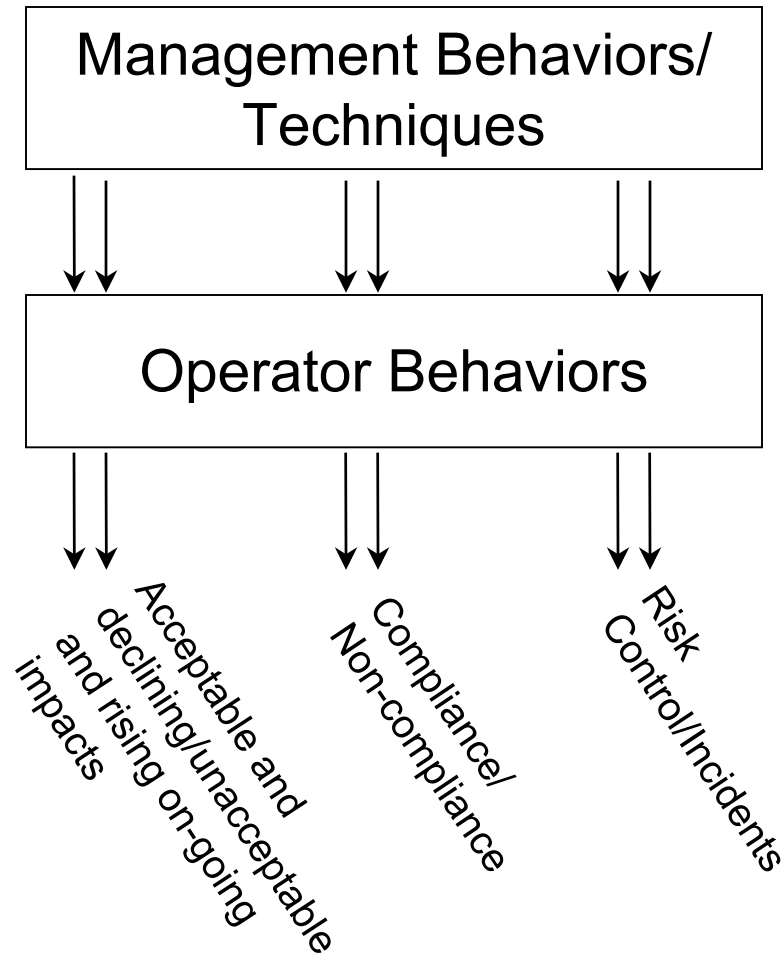 Management Behaviors/
Techniques
Operator Behaviors
Acceptable and
declining/unacceptable
and rising on-going
impacts
Compliance/
Non-compliance
Risk
Control/Incidents